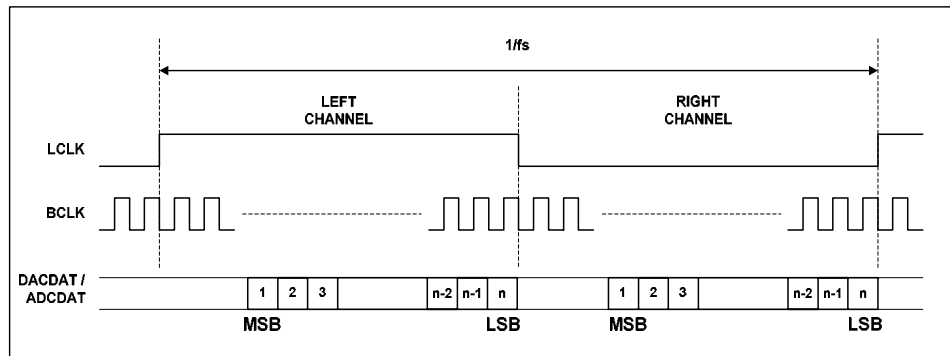 1/fs
LEFT
CHANNEL
RIGHT
CHANNEL
LCLK
BCLK
DACDAT /
ADCDAT
1 2 3 n-2 n-1 n 1 2 3 n-2 n-1 n
MSB LSB MSB LSB